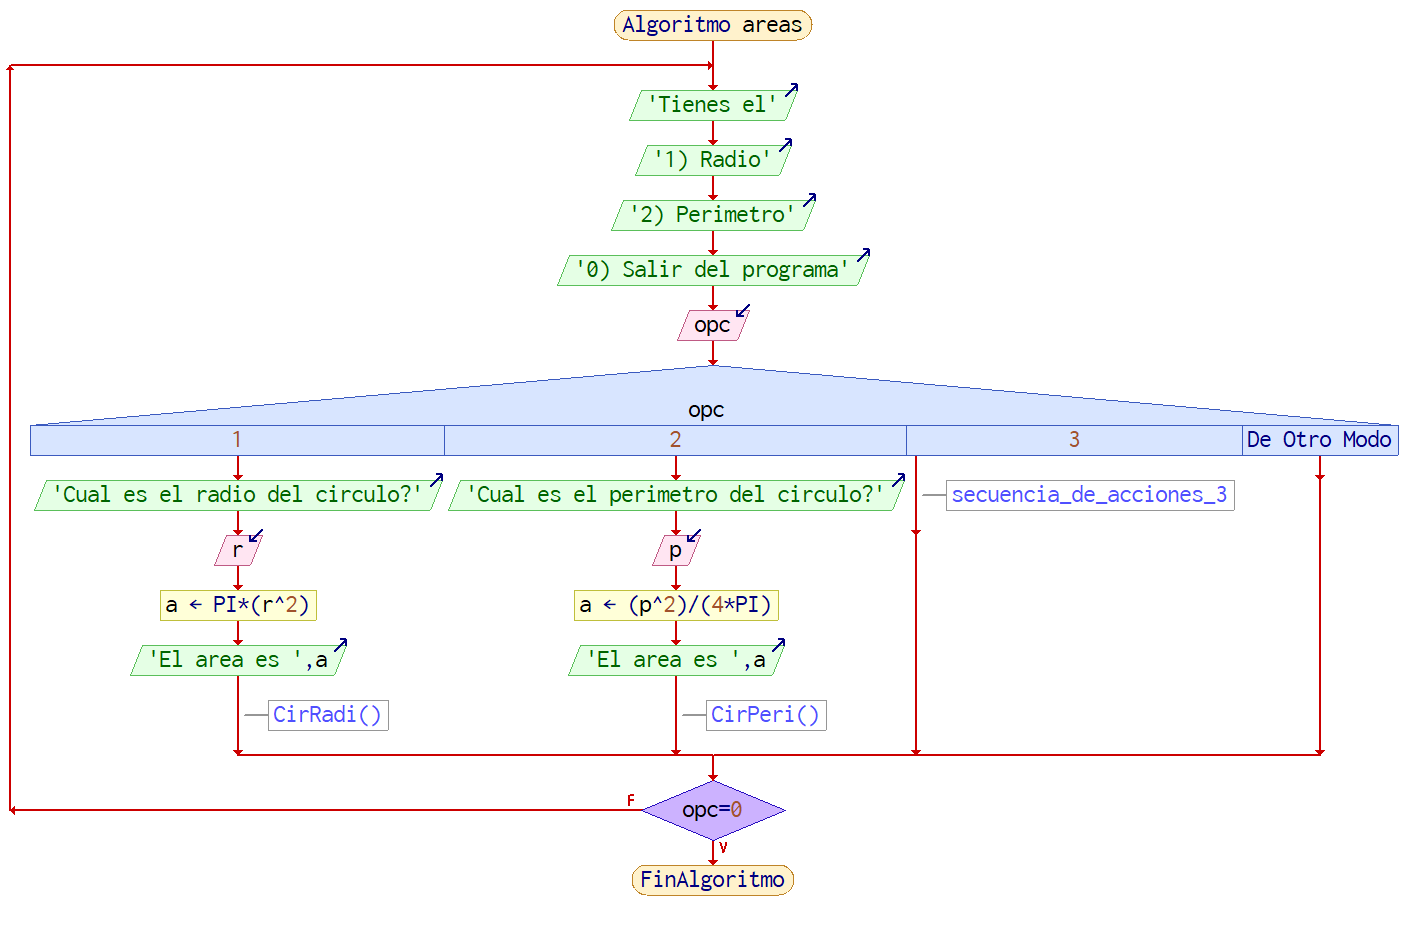 Algoritmo areas
'Tienes el'
'1) Radio'
'2) Perimetro'
'0) Salir del programa'
opc
opc
1
2
3
De Otro Modo
'Cual es el radio del circulo?'
r
a ← PI*(r^2)
'El area es ',a
CirRadi()
'Cual es el perimetro del circulo?'
p
a ← (p^2)/(4*PI)
'El area es ',a
CirPeri()
secuencia_de_acciones_3
F
opc=0
V
FinAlgoritmo